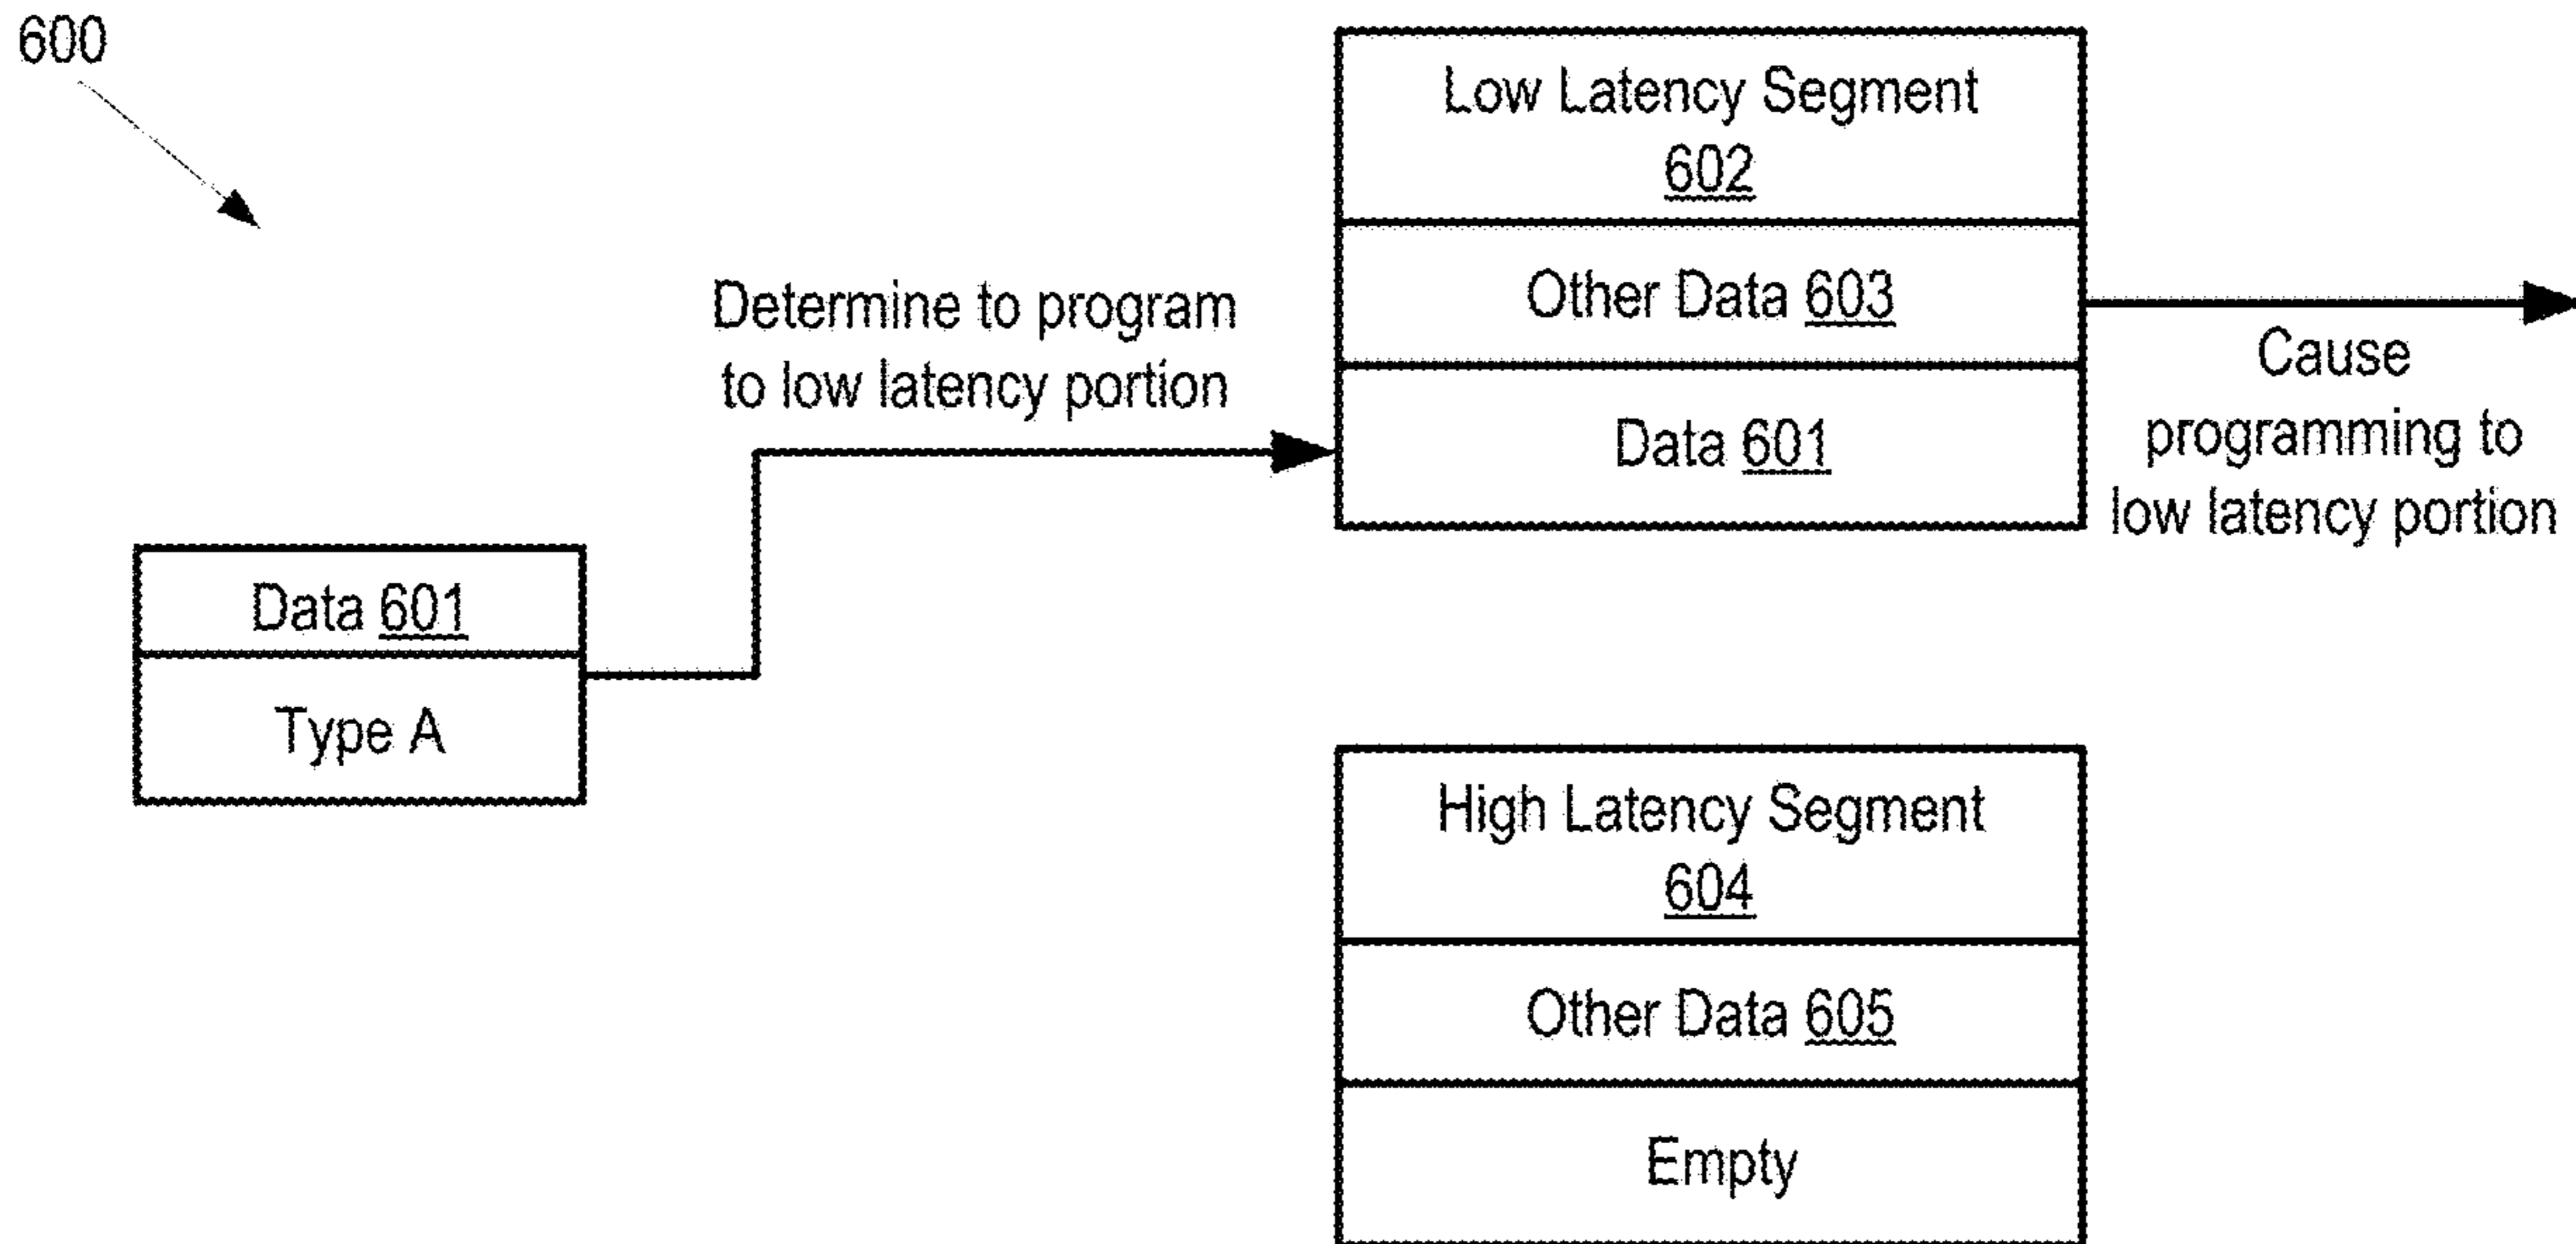 600
Low Latency Segment
602
Other Data 603
Data 601
Determine to program
to low latency portion
Cause
programming to
low latency portion
Data 601
Type A
High Latency Segment
604
Other Data 605
Empty